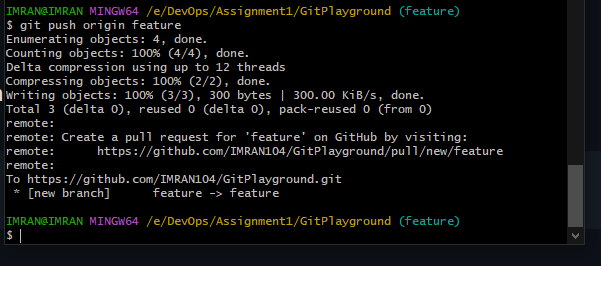 IMRAN@IMRAN MINGW64 /e/DevOps/Assignment1/GitPlayground (feature)
$ git push origin feature
Enumerating objects: 4, done.
Counting objects: 100% (4/4), done.
Delta compression using up to 12 threads
Compressing objects: 100% (2/2), done.
Writing objects: 100% (3/3), 300 bytes | 300.00 KiB/s, done.
Total 3 (delta 0), reused 0 (delta 0), pack-reused 0 (from 0)
remote:
remote: Create a pull request for 'feature' on GitHub by visiting:
remote:      https://github.com/IMRAN104/GitPlayground/pull/new/feature
remote:
To https://github.com/IMRAN104/GitPlayground.git
 * [new branch]      feature -> feature

IMRAN@IMRAN MINGW64 /e/DevOps/Assignment1/GitPlayground (feature)
$